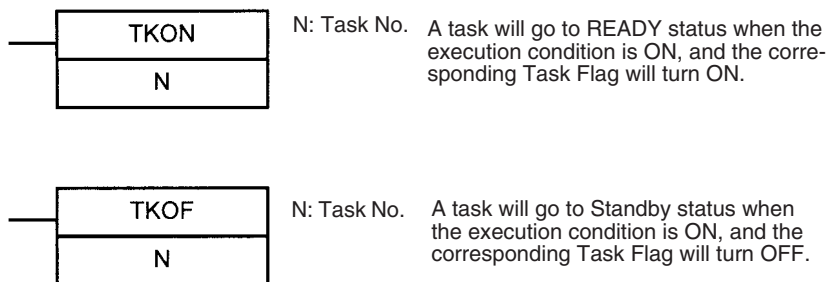 TKON
N
N: Task No.
A task will go to READY status when the
execution condition is ON, and the corre-
sponding Task Flag will turn ON.
TKOF
N
N: Task No.
A task will go to Standby status when
the execution condition is ON, and the
corresponding Task Flag will turn OFF.